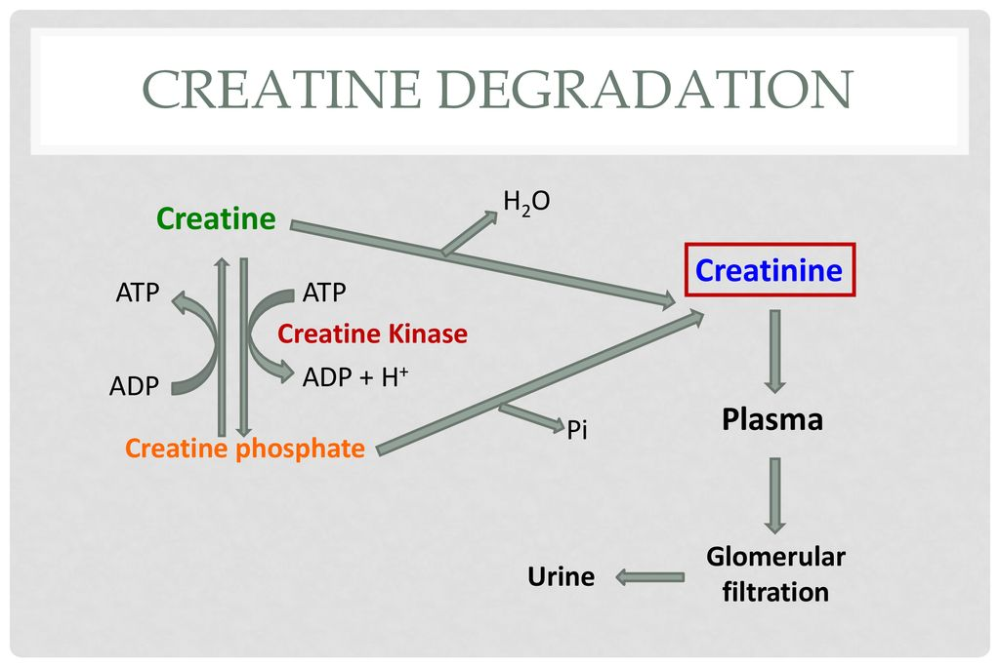 CREATINE DEGRADATION
H₂O
Creatine
Creatinine
ATP
ATP
Creatine Kinase
ADP
ADP + H⁺
Creatine phosphate
Pi
Plasma
Glomerular
filtration
Urine